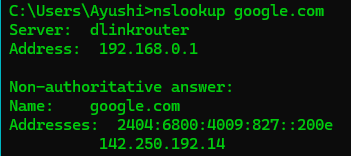 C:\Users\Ayushi>nslookup google.com
Server:  dlinkrouter
Address:  192.168.0.1

Non-authoritative answer:
Name:    google.com
Addresses:  2404:6800:4009:827::200e
          142.250.192.14